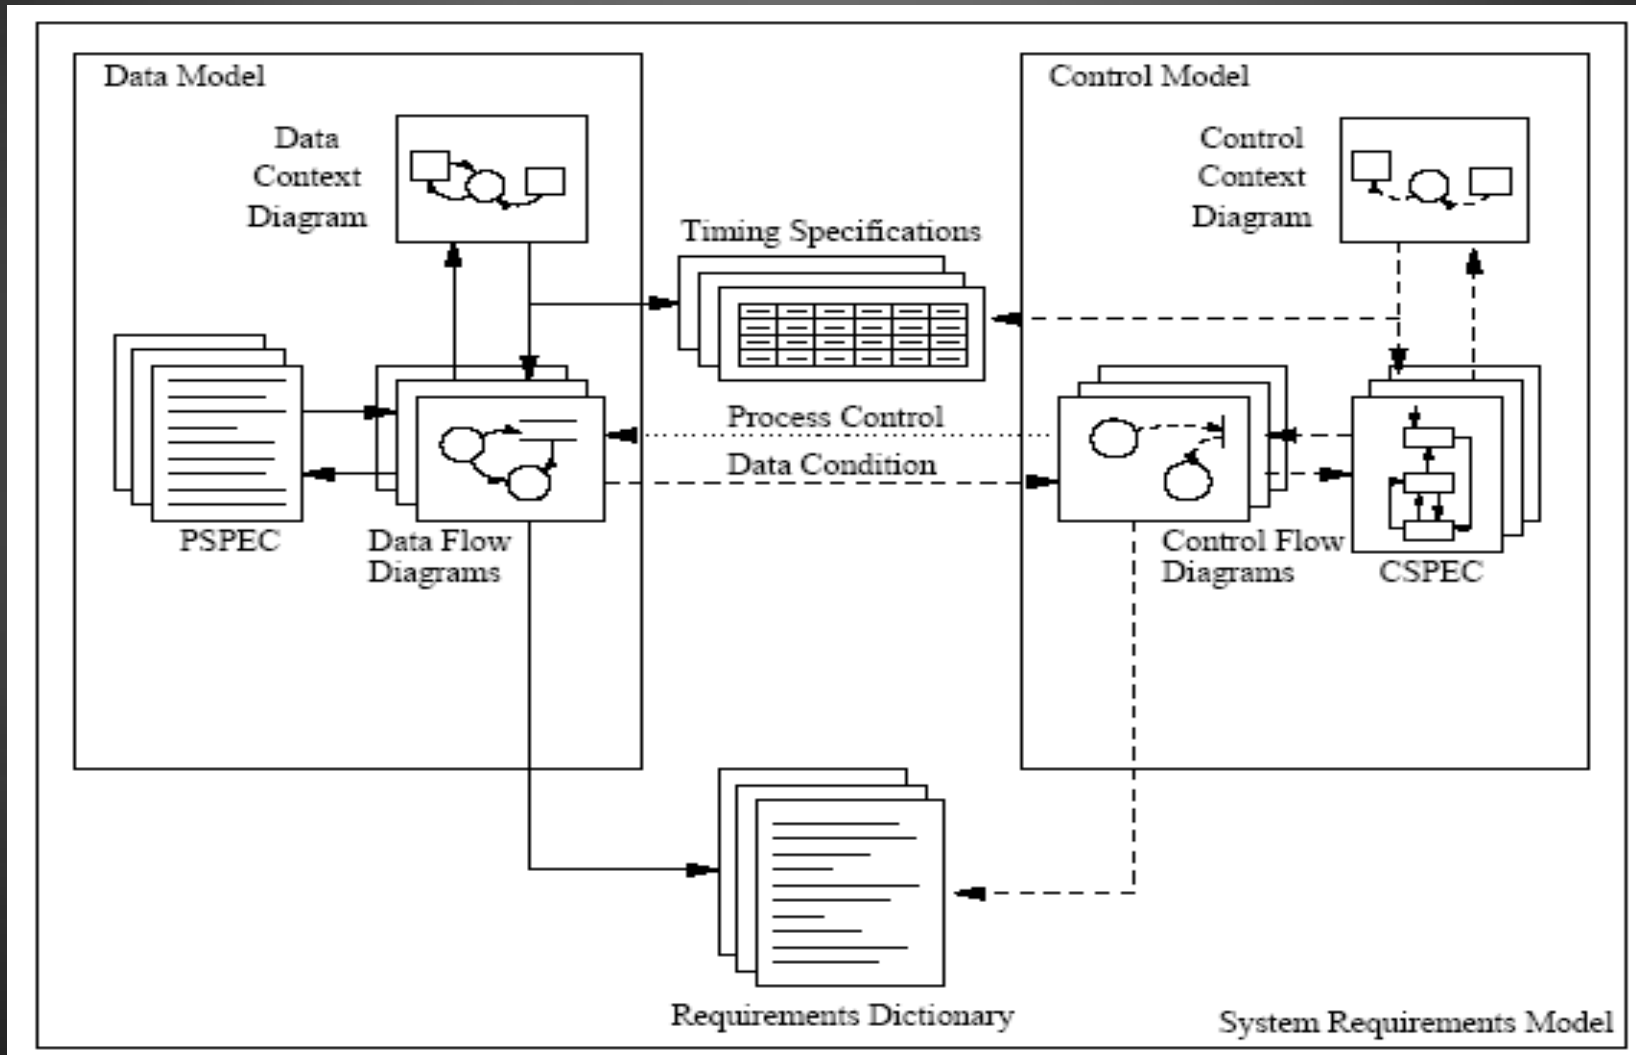 Data Model
Control Model
Data
Context
Diagram
Control
Context
Diagram
Timing Specifications
Process Control
Data Condition
PSPEC
Data Flow
Diagrams
Control Flow
Diagrams
CSPEC
Requirements Dictionary
System Requirements Model